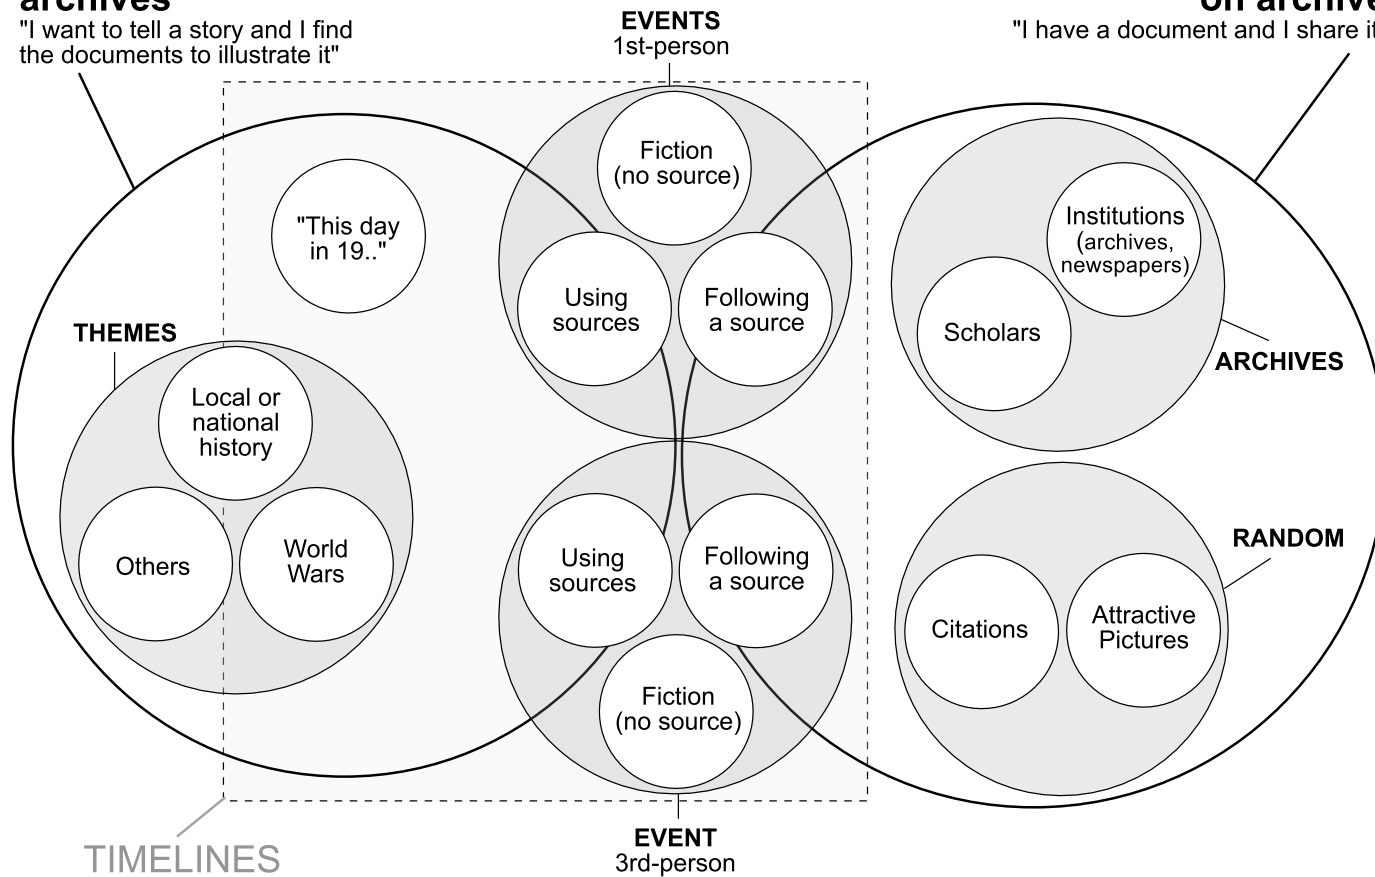 archives
"I want to tell a story and I find
the documents to illustrate it"
EVENTS
1st-person
on archive
"I have a document and I share it
Fiction
(no source)
"This day
in 19.."
Institutions
(archives,
newspapers)
Using
sources
Following
a source
Scholars
THEMES
ARCHIVES
Local or
national
history
Others
World
Wars
Using
sources
Following
a source
RANDOM
Citations
Attractive
Pictures
Fiction
(no source)
EVENT
3rd-person
TIMELINES